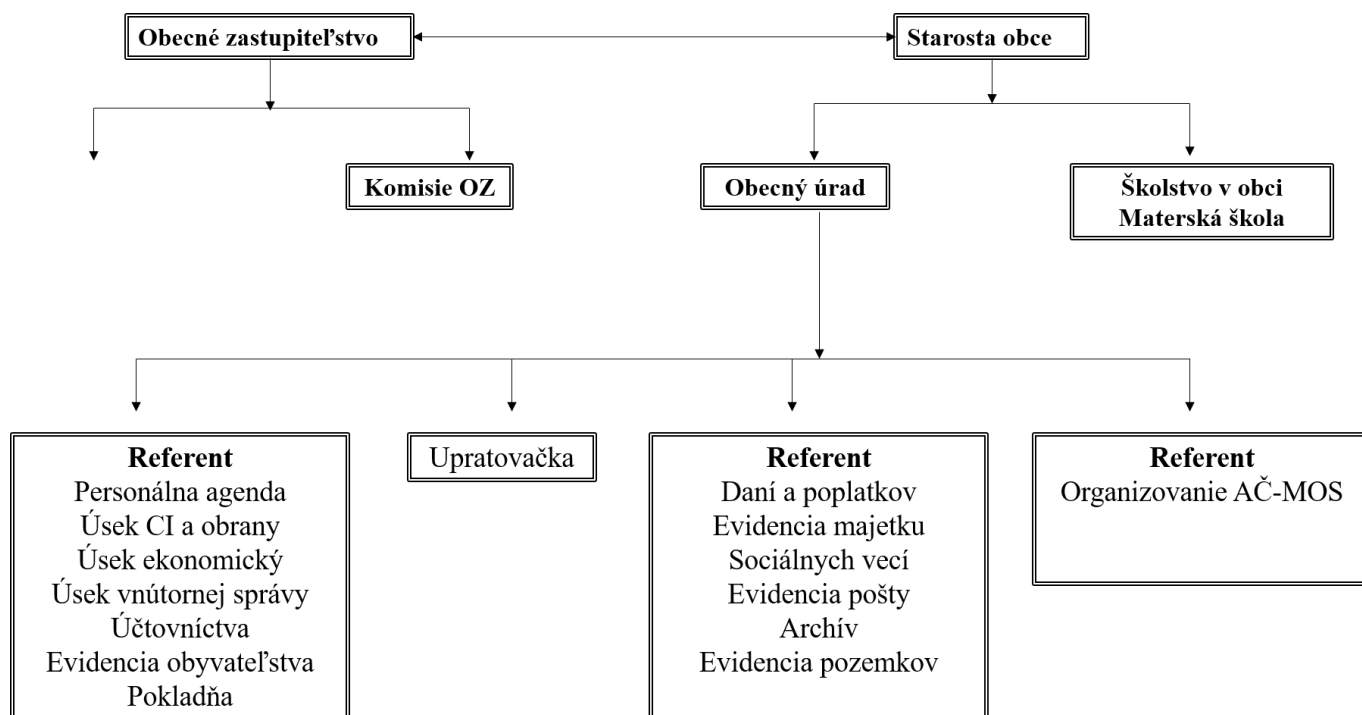 Obecné zastupiteľstvo
Starosta obce
Komisie OZ
Obecný úrad
Školstvo v obci
Materská škola
Referent
Personálna agenda
Úsek CI a obrany
Úsek ekonomický
Úsek vnútornej správy
Účtovníctva
Evidencia obyvateľstva
Pokladňa
Upratovačka
Referent
Daní a poplatkov
Evidencia majetku
Sociálnych vecí
Evidencia pošty
Archív
Evidencia pozemkov
Referent
Organizovanie AČ-MOS